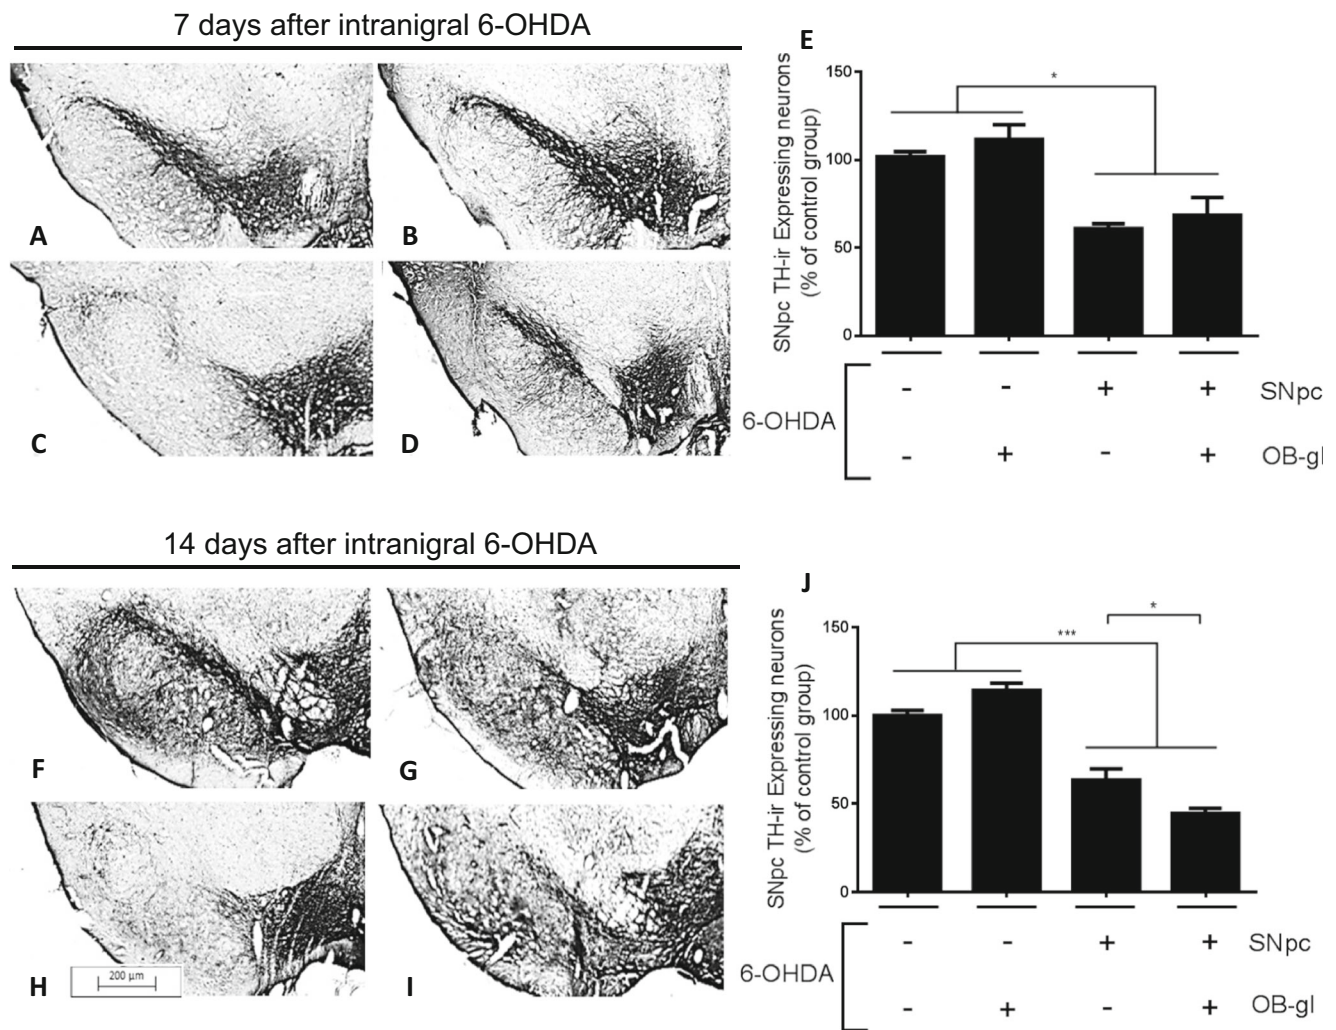 7 days after intranigral 6-OHDA
A
B
C
D
E
SNpc TH-ir Expressing neurons
(% of control group)
150
100
50
0
*
6-OHDA
- - + + SNpc
- + - + OB-gl
14 days after intranigral 6-OHDA
F
G
H
200 µm
I
J
SNpc TH-ir Expressing neurons
(% of control group)
150
100
50
0
***
*
6-OHDA
- - + + SNpc
- + - + OB-gl